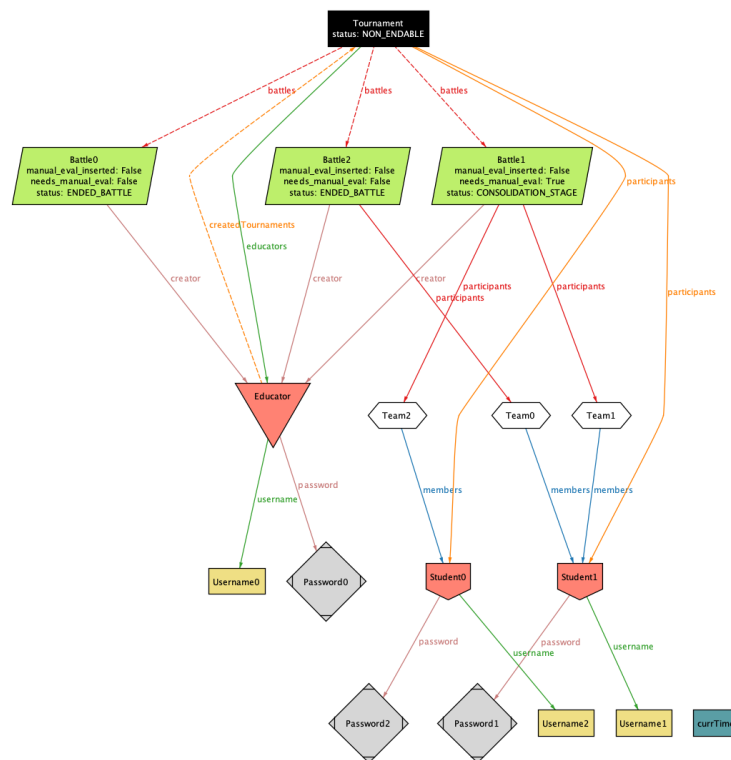 Tournament
status: NON_ENDABLE
battles
battles
battles
Battle0
manual_eval_inserted: False
needs_manual_eval: False
status: ENDED_BATTLE
Battle2
manual_eval_inserted: False
needs_manual_eval: False
status: ENDED_BATTLE
Battle1
manual_eval_inserted: False
needs_manual_eval: True
status: CONSOLIDATION_STAGE
participants
createdTournaments
educators
creator
creator
creator
participants
participants
participants
participants
Educator
Team2
Team0
Team1
username
password
members
members
members
Username0
Password0
Student0
Student1
password
username
password
username
Password2
Password1
Username2
Username1
currTime